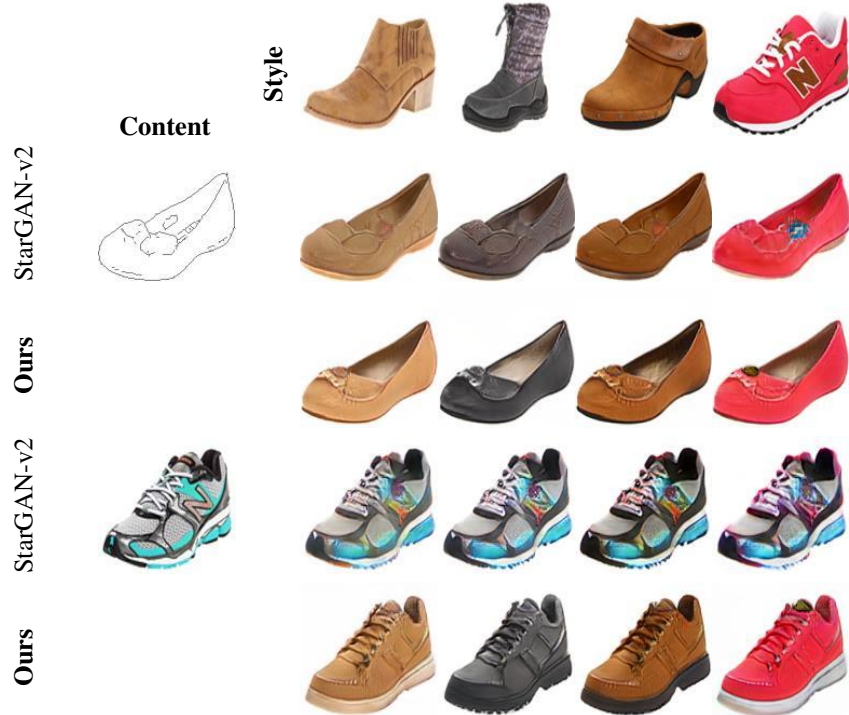 Style
Content
StarGAN-v2
Ours
StarGAN-v2
Ours
N
N